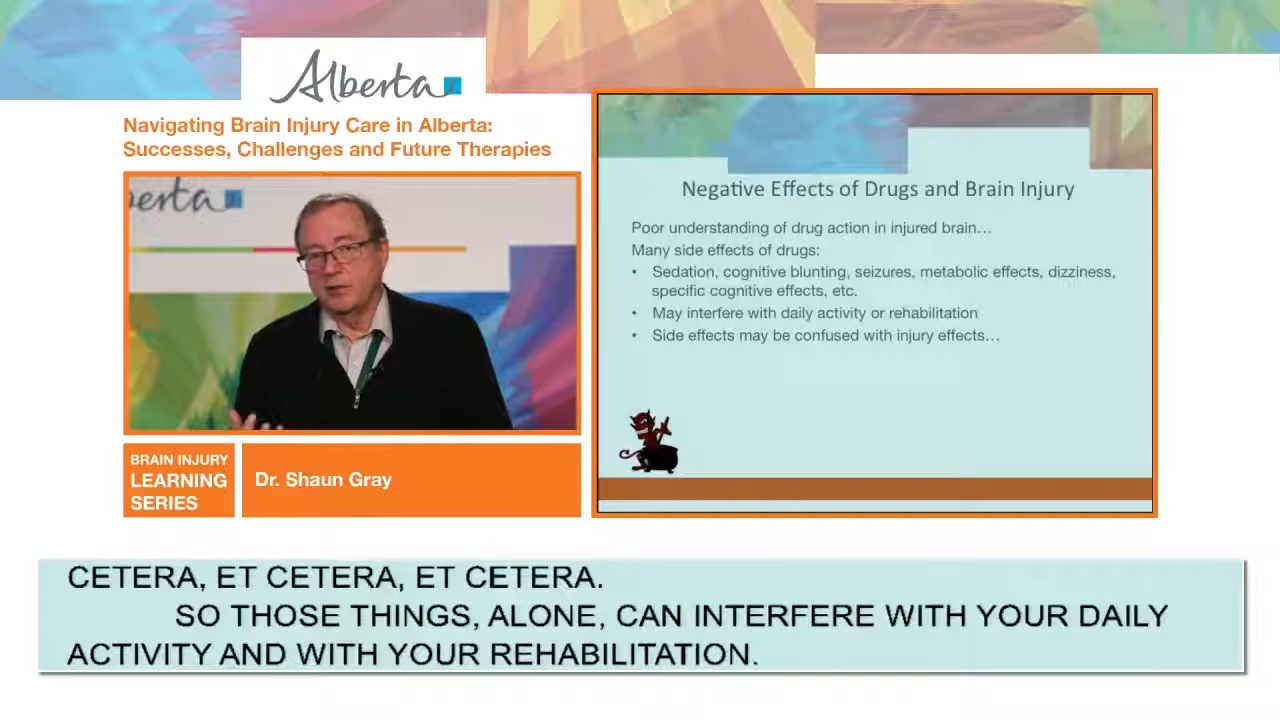 Alberta
Navigating Brain Injury Care in Alberta:
Successes, Challenges and Future Therapies
berta
BRAIN INJURY
LEARNING
SERIES
Dr. Shaun Gray
Negative Effects of Drugs and Brain Injury
Poor understanding of drug action in injured brain…
Many side effects of drugs:
• Sedation, cognitive blunting, seizures, metabolic effects, dizziness,
specific cognitive effects, etc.
• May interfere with daily activity or rehabilitation
• Side effects may be confused with injury effects…
CETERA, ET CETERA, ET CETERA.
SO THOSE THINGS, ALONE, CAN INTERFERE WITH YOUR DAILY
ACTIVITY AND WITH YOUR REHABILITATION.